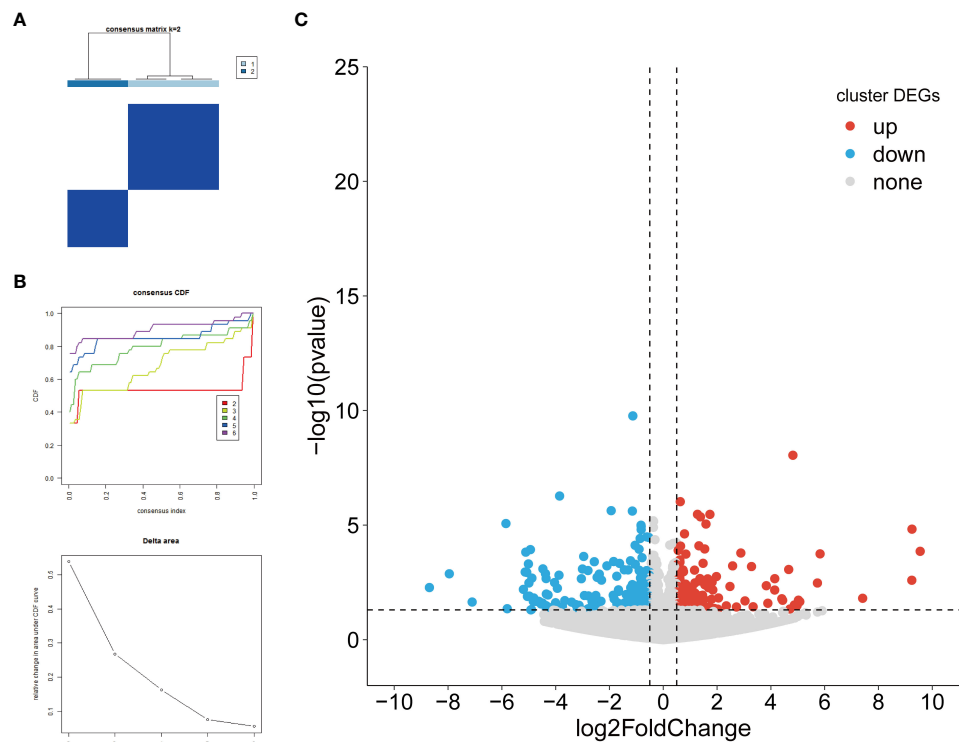 A
consensus matrix k=2
1
2
B
consensus CDF
CDF
1.0
0.8
0.6
0.4
0.2
0.0
2
3
4
5
6
0.0
0.2
0.4
0.6
0.8
1.0
consensus index
Delta area
relative change in area under CDF curve
0.5
0.4
0.3
0.2
0.1
C
cluster DEGs
up
down
none
−log10(pvalue)
25
20
15
10
5
0
−10
−8
−6
−4
−2
0
2
4
6
8
10
log2FoldChange